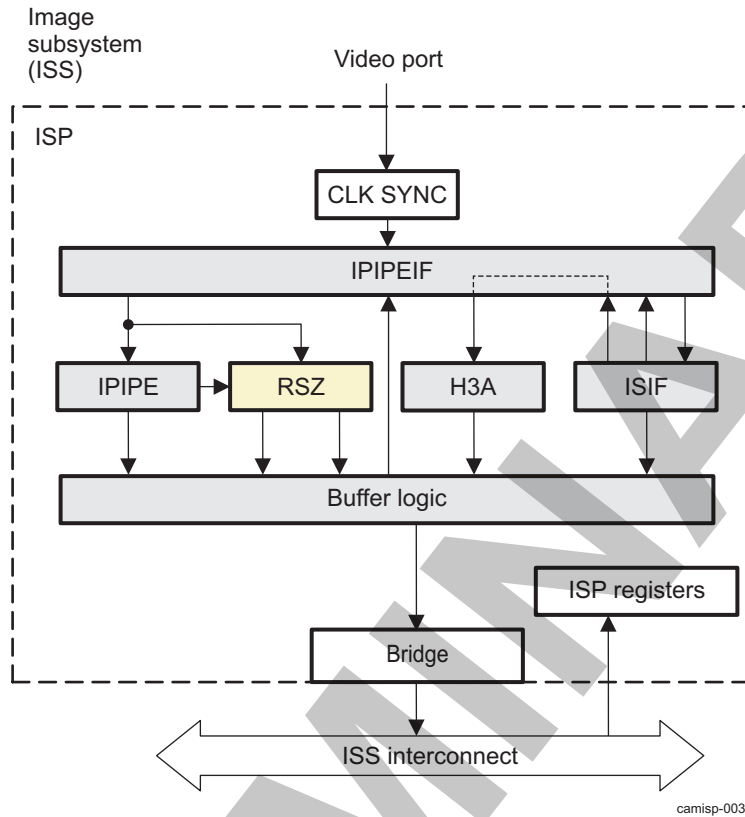 Image
subsystem
(ISS)
Video port
ISP
CLK SYNC
IPIPEIF
IPIPE
RSZ
H3A
ISIF
Buffer logic
ISP registers
Bridge
ISS interconnect
camisp-003
MINA